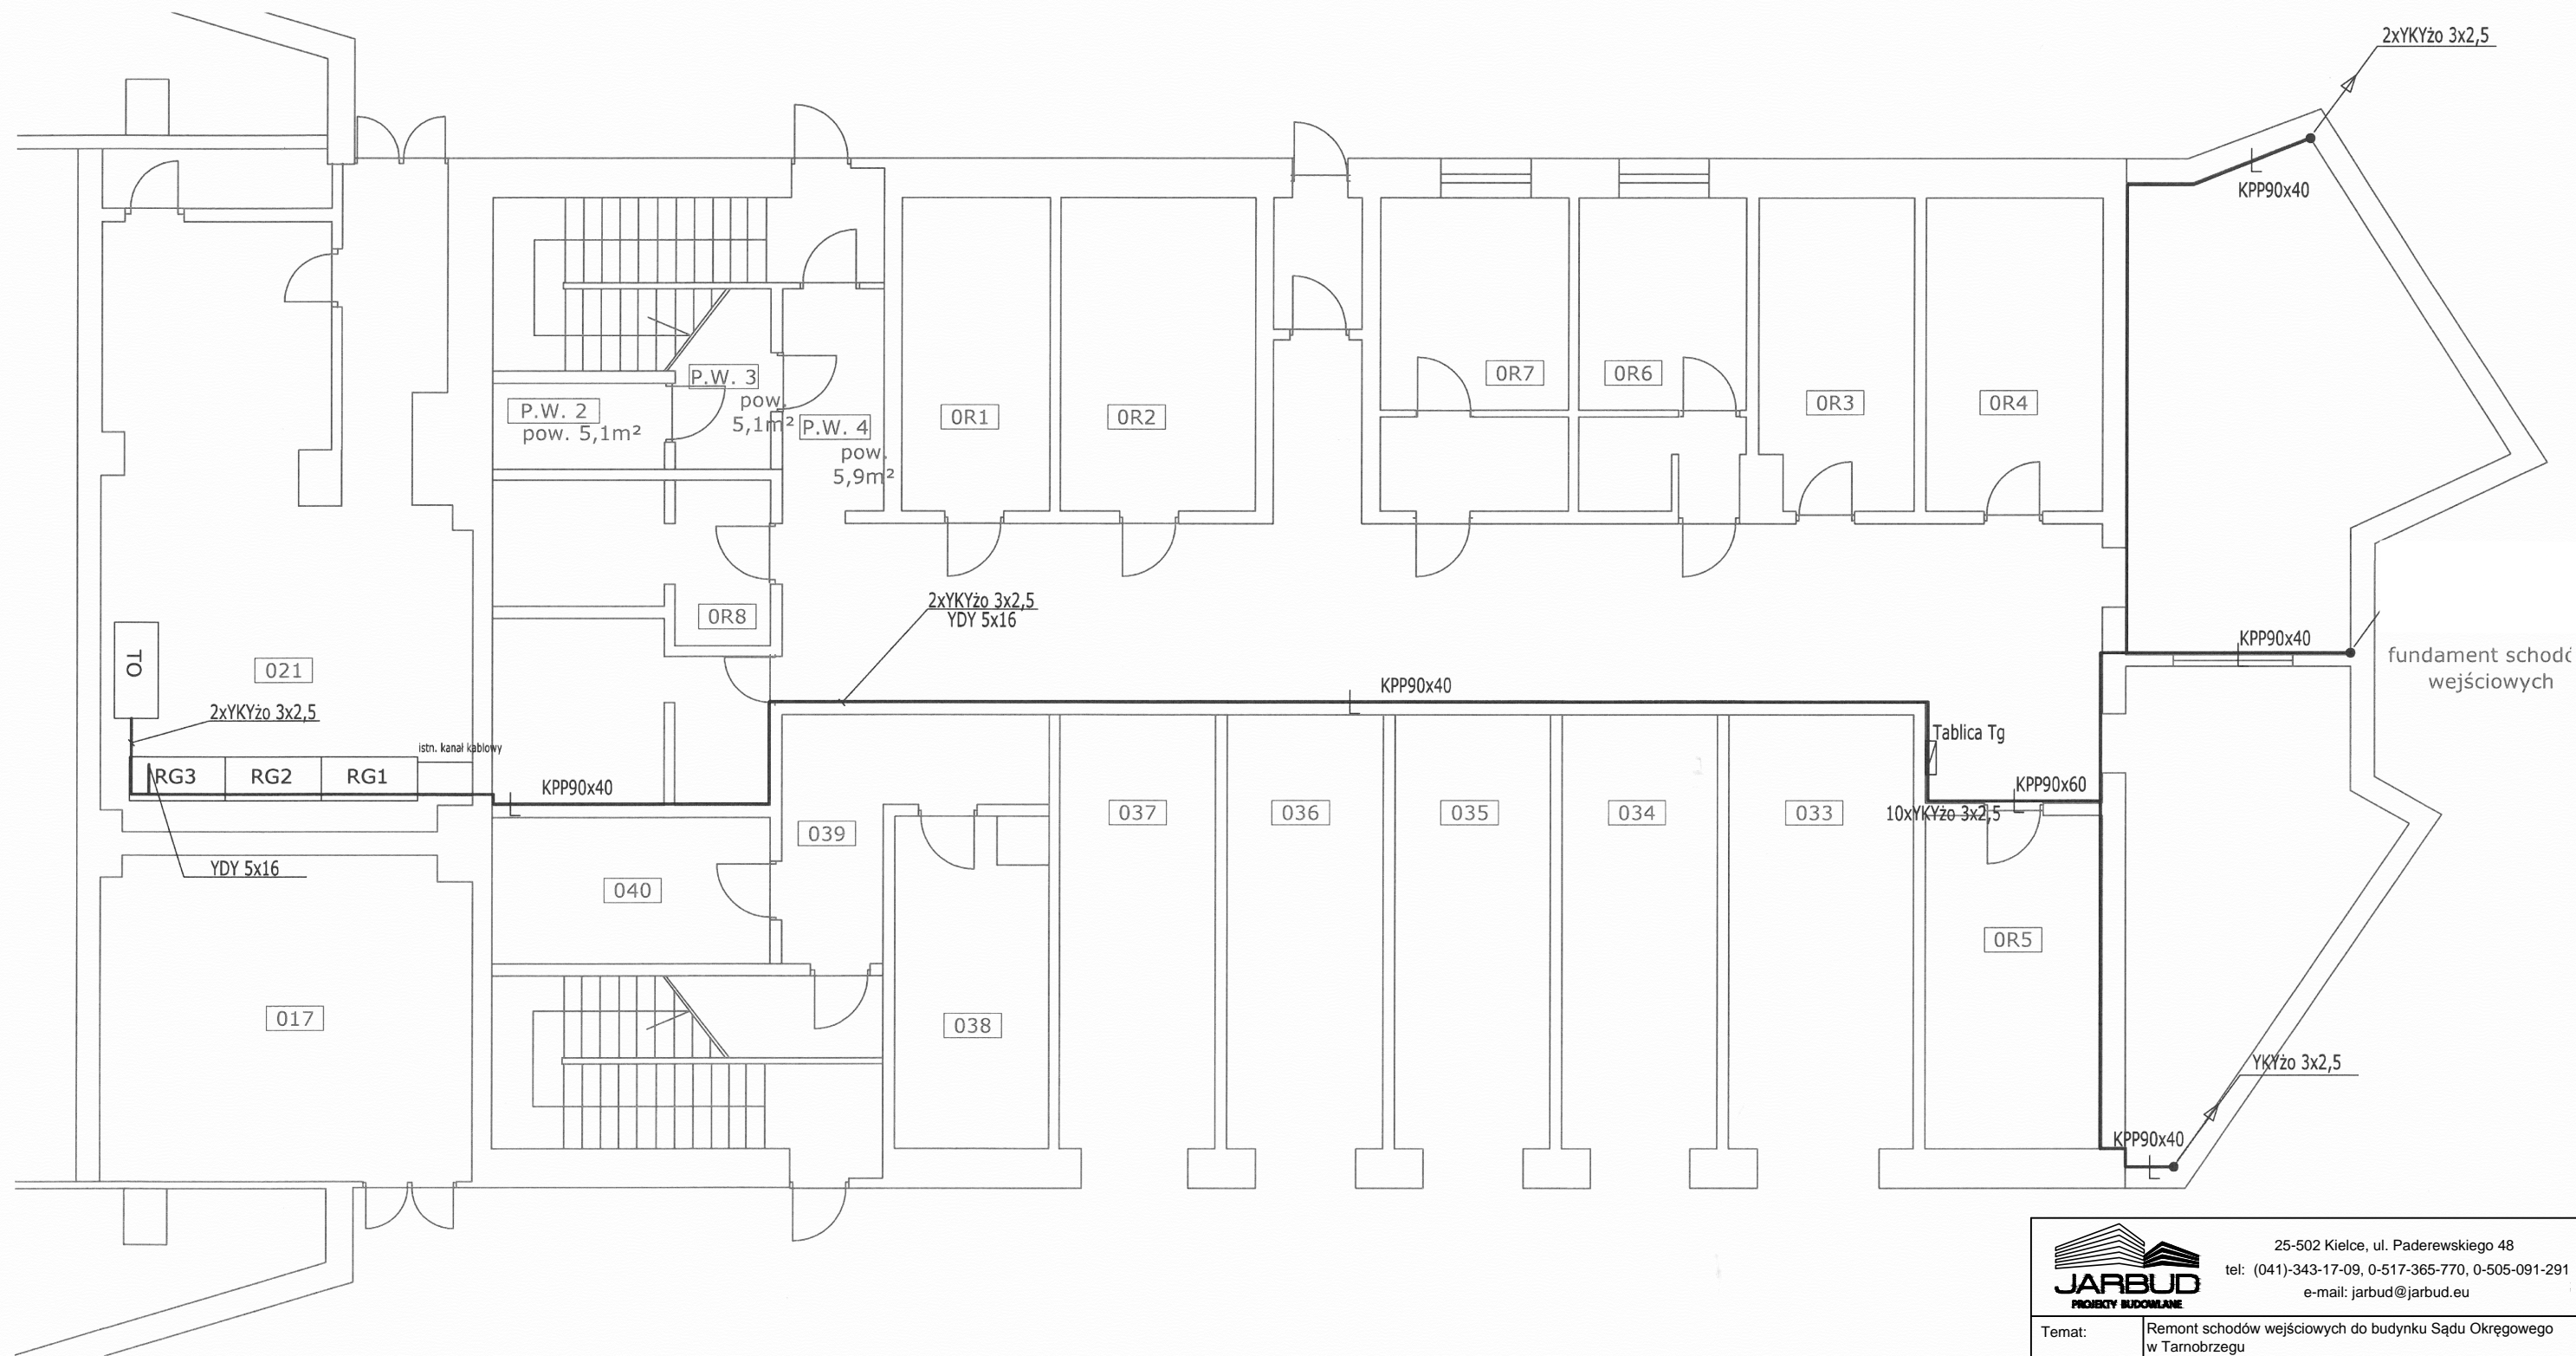 2xYKYżo 3x2,5
KPP90x40
P.W. 3
pow.
5,1m²
P.W. 2
pow. 5,1m²
P.W. 4
pow.
5,9m²
0R1
0R2
0R7
0R6
0R3
0R4
2xYKYżo 3x2,5
YDY 5x16
0R8
TO
021
KPP90x40
fundament schodó
wejściowych
KPP90x40
2xYKYżo 3x2,5
Tablica Tg
istn. kanał kablowy
RG3
RG2
RG1
KPP90x40
KPP90x60
10xYKYżo 3x2,5
039
037
036
035
034
033
YDY 5x16
040
0R5
017
038
YKYżo 3x2,5
KPP90x40
JARBUD
PROJEKTY BUDOWLANE
25-502 Kielce, ul. Paderewskiego 48
tel: (041)-343-17-09, 0-517-365-770, 0-505-091-291
e-mail: jarbud@jarbud.eu
Temat:
Remont schodów wejściowych do budynku Sądu Okręgowego
w Tarnobrzegu